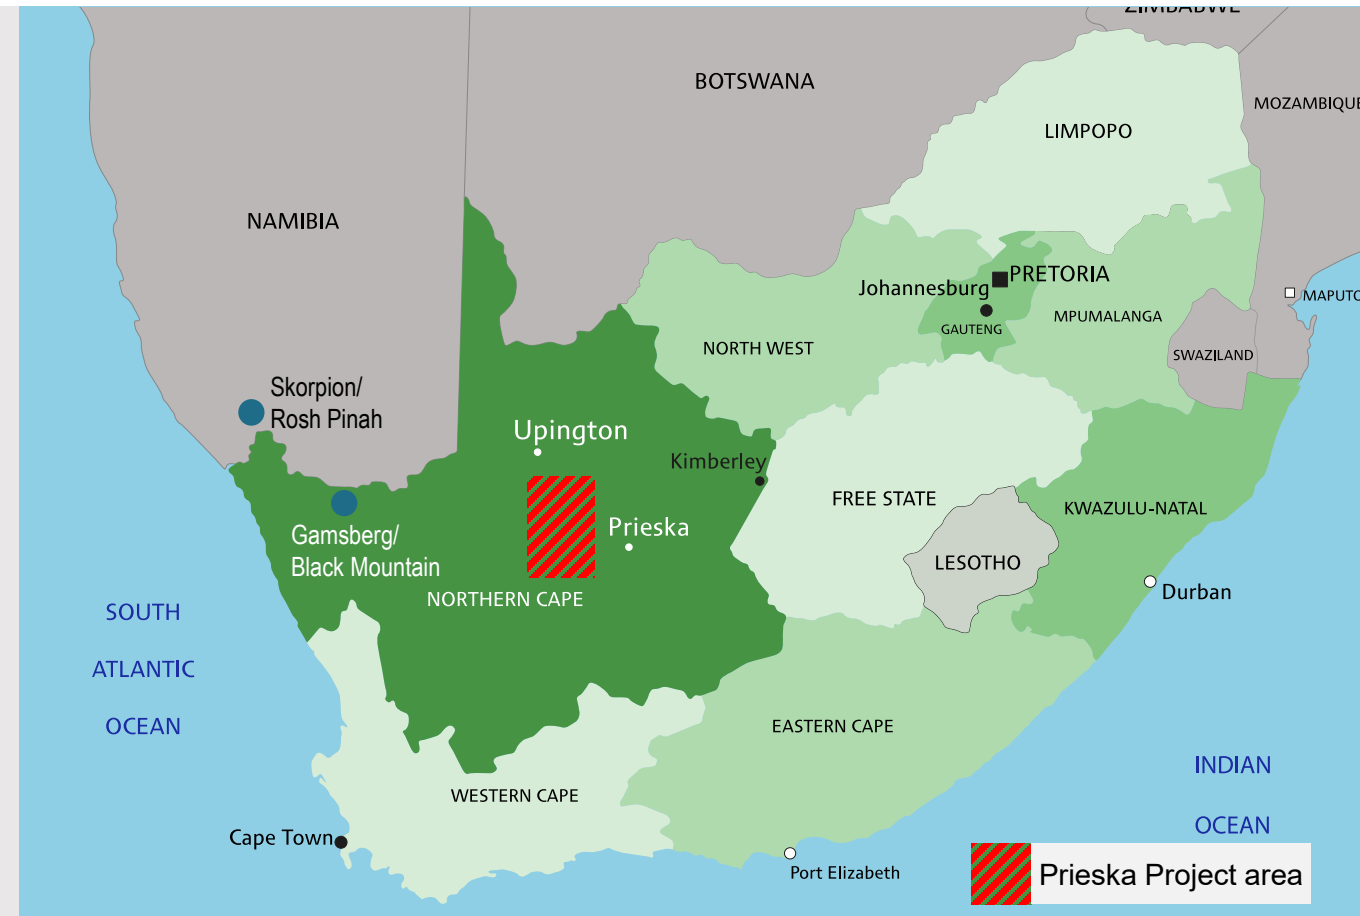 ZIMBABWE
BOTSWANA
MOZAMBIQUE
LIMPOPO
NAMIBIA
PRETORIA
Johannesburg
MAPUTO
MPUMALANGA
GAUTENG
NORTH WEST
SWAZILAND
Skorpion/
Rosh Pinah
Upington
Kimberley
FREE STATE
KWAZULU-NATAL
Prieska
Gamsberg/
Black Mountain
LESOTHO
Durban
NORTHERN CAPE
SOUTH
ATLANTIC
OCEAN
EASTERN CAPE
INDIAN
OCEAN
WESTERN CAPE
Cape Town
Port Elizabeth
Prieska Project area